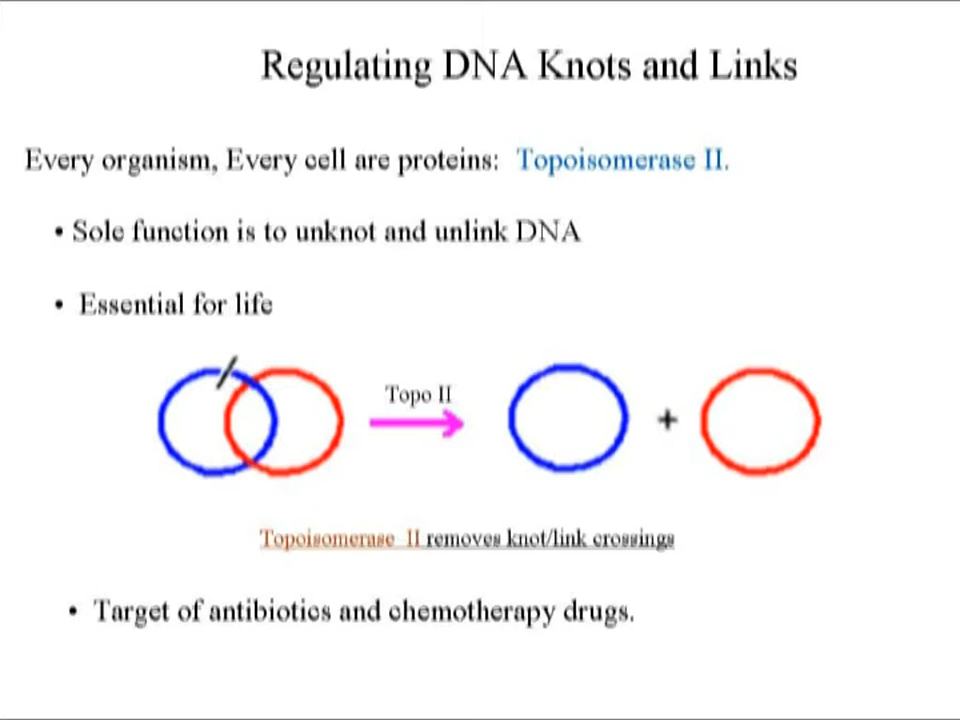 Regulating DNA Knots and Links
Every organism, Every cell are proteins: Topoisomerase II.
• Sole function is to unknot and unlink DNA
• Essential for life
Topo II
+
Topoisomerase II removes knot/link crossings
• Target of antibiotics and chemotherapy drugs.